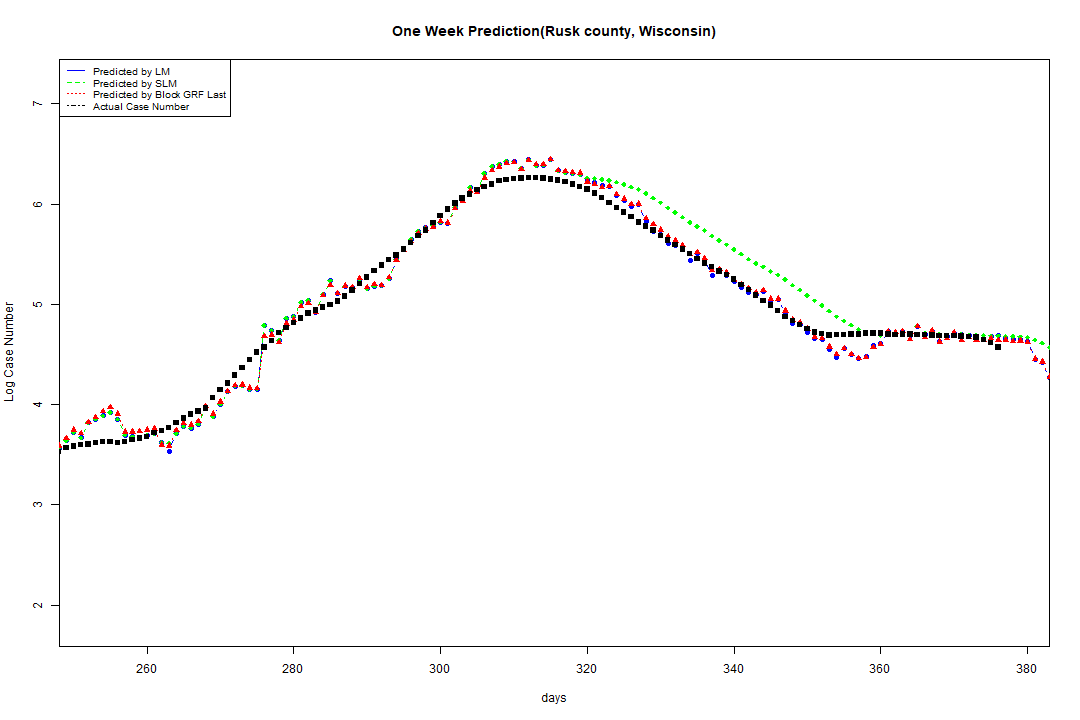 One Week Prediction(Rusk county, Wisconsin)
Predicted by LM
Predicted by SLM
Predicted by Block GRF Last
Actual Case Number
7
6
5
4
3
2
Log Case Number
260 280 300 320 340 360 380
days